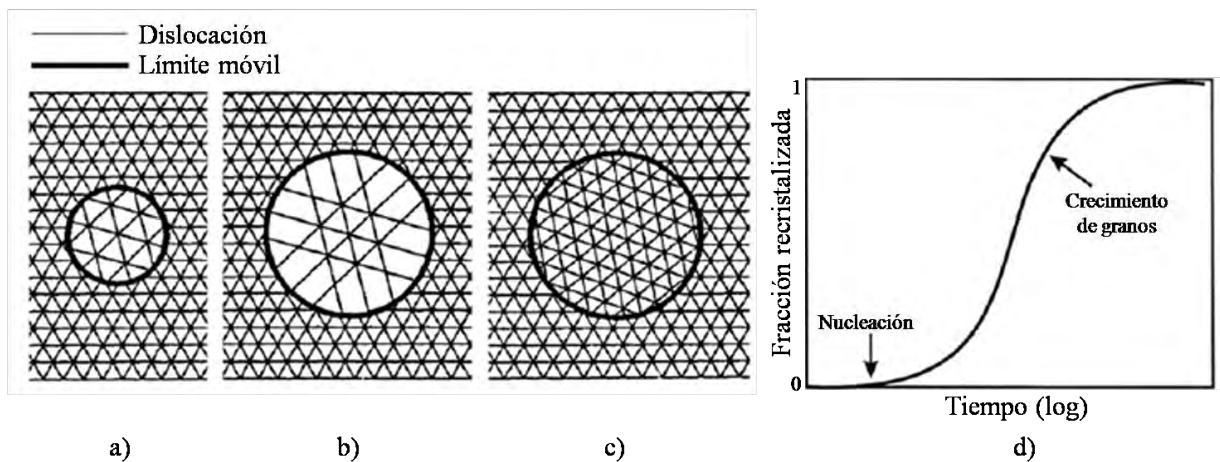 Dislocación
Límite móvil
a)
b)
c)
Fracción recristalizada
1
0
Nucleación
Crecimiento
de granos
Tiempo (log)
d)